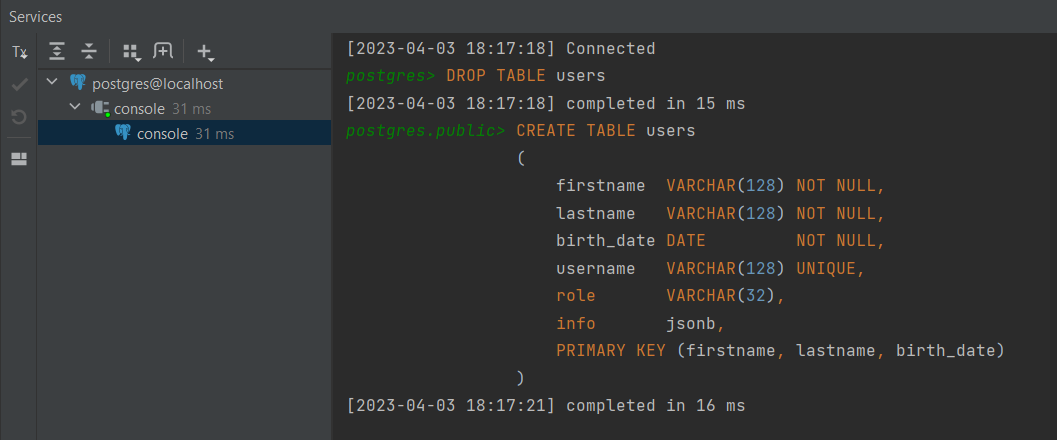 Services
Tx
postgres@localhost
console 31 ms
console 31 ms
[2023-04-03 18:17:18] Connected
postgres> DROP TABLE users
[2023-04-03 18:17:18] completed in 15 ms
postgres.public> CREATE TABLE users
(
firstname VARCHAR(128) NOT NULL,
lastname VARCHAR(128) NOT NULL,
birth_date DATE NOT NULL,
username VARCHAR(128) UNIQUE,
role VARCHAR(32),
info jsonb,
PRIMARY KEY (firstname, lastname, birth_date)
)
[2023-04-03 18:17:21] completed in 16 ms